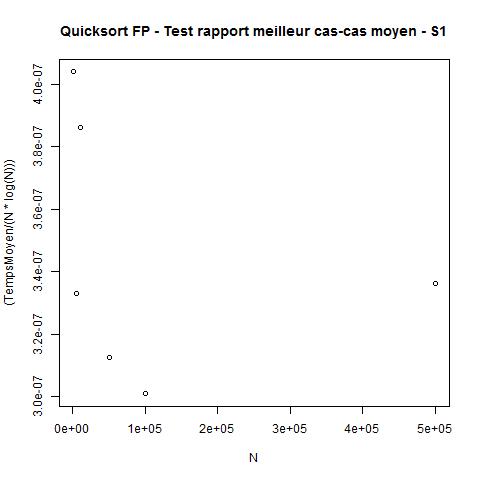 Quicksort FP - Test rapport meilleur cas-cas moyen - S1
(TempsMoyen/(N * log(N)))
4.0e-07
3.8e-07
3.6e-07
3.4e-07
3.2e-07
3.0e-07
0e+00 1e+05 2e+05 3e+05 4e+05 5e+05
N